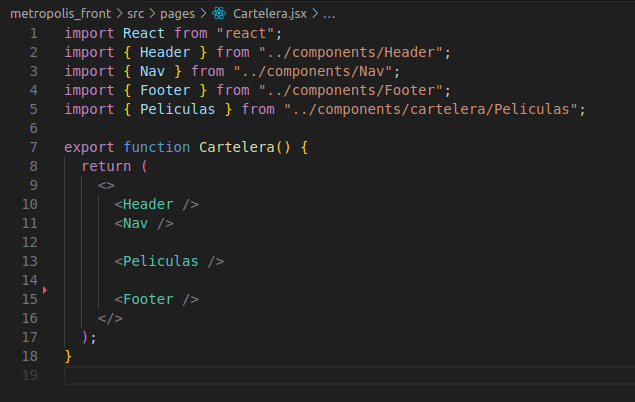 metropolis_front > src > pages > Cartelera.jsx > ...
1 import React from "react";
2 import { Header } from "../components/Header";
3 import { Nav } from "../components/Nav";
4 import { Footer } from "../components/Footer";
5 import { Peliculas } from "../components/cartelera/Peliculas";
6
7 export function Cartelera() {
8   return (
9     <>
10       <Header />
11       <Nav />
12
13       <Peliculas />
14
15       <Footer />
16     </>
17   );
18 }
19